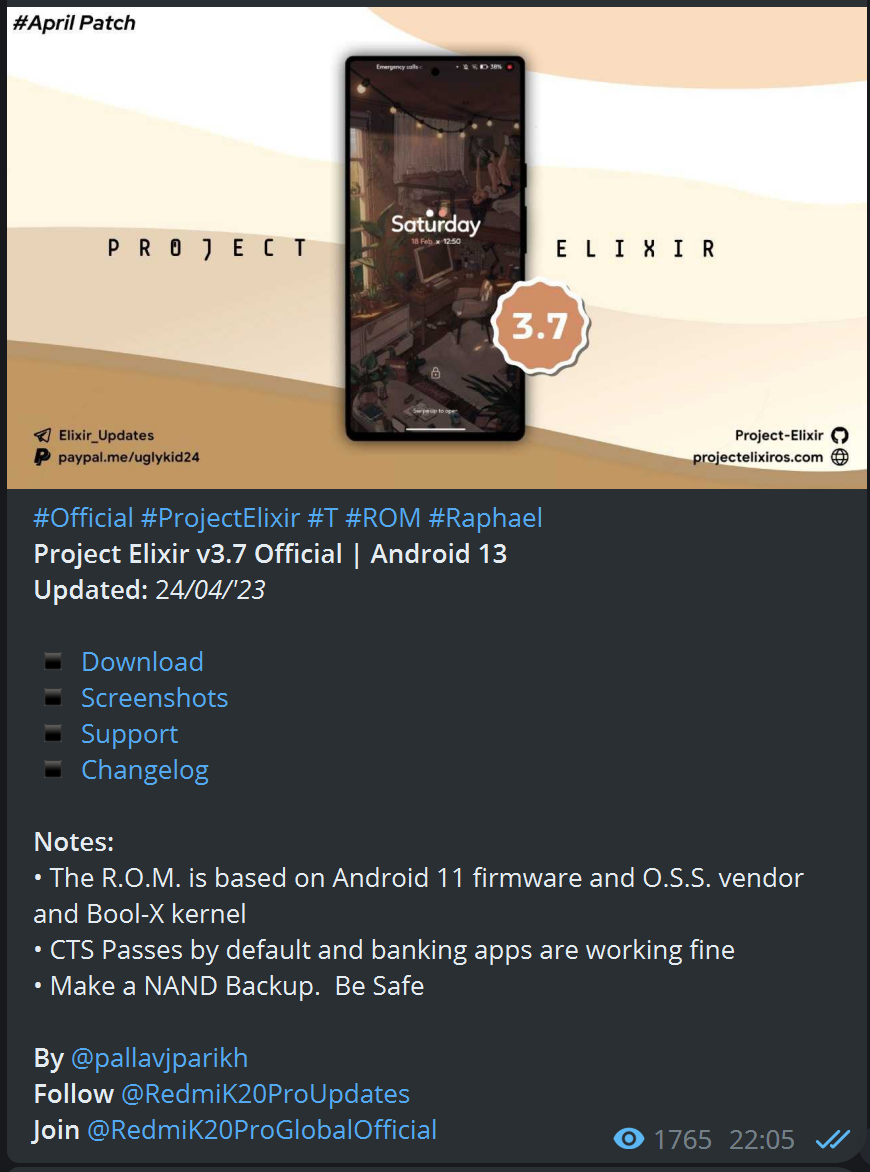 #April Patch
Emergency calls
38%
PROJECT
Saturday
18 Feb × 12:50
ELIXIR
3.7
Swipe up to open
Elixir_Updates
paypal.me/uglykid24
Project-Elixir
projectelixiros.com
#Official #ProjectElixir #T #ROM #Raphael
Project Elixir v3.7 Official | Android 13
Updated: 24/04/'23
Download
Screenshots
Support
Changelog
Notes:
• The R.O.M. is based on Android 11 firmware and O.S.S. vendor
and Bool-X kernel
• CTS Passes by default and banking apps are working fine
• Make a NAND Backup.  Be Safe
By @pallavjparikh
Follow @RedmiK20ProUpdates
Join @RedmiK20ProGlobalOfficial
1765 22:05